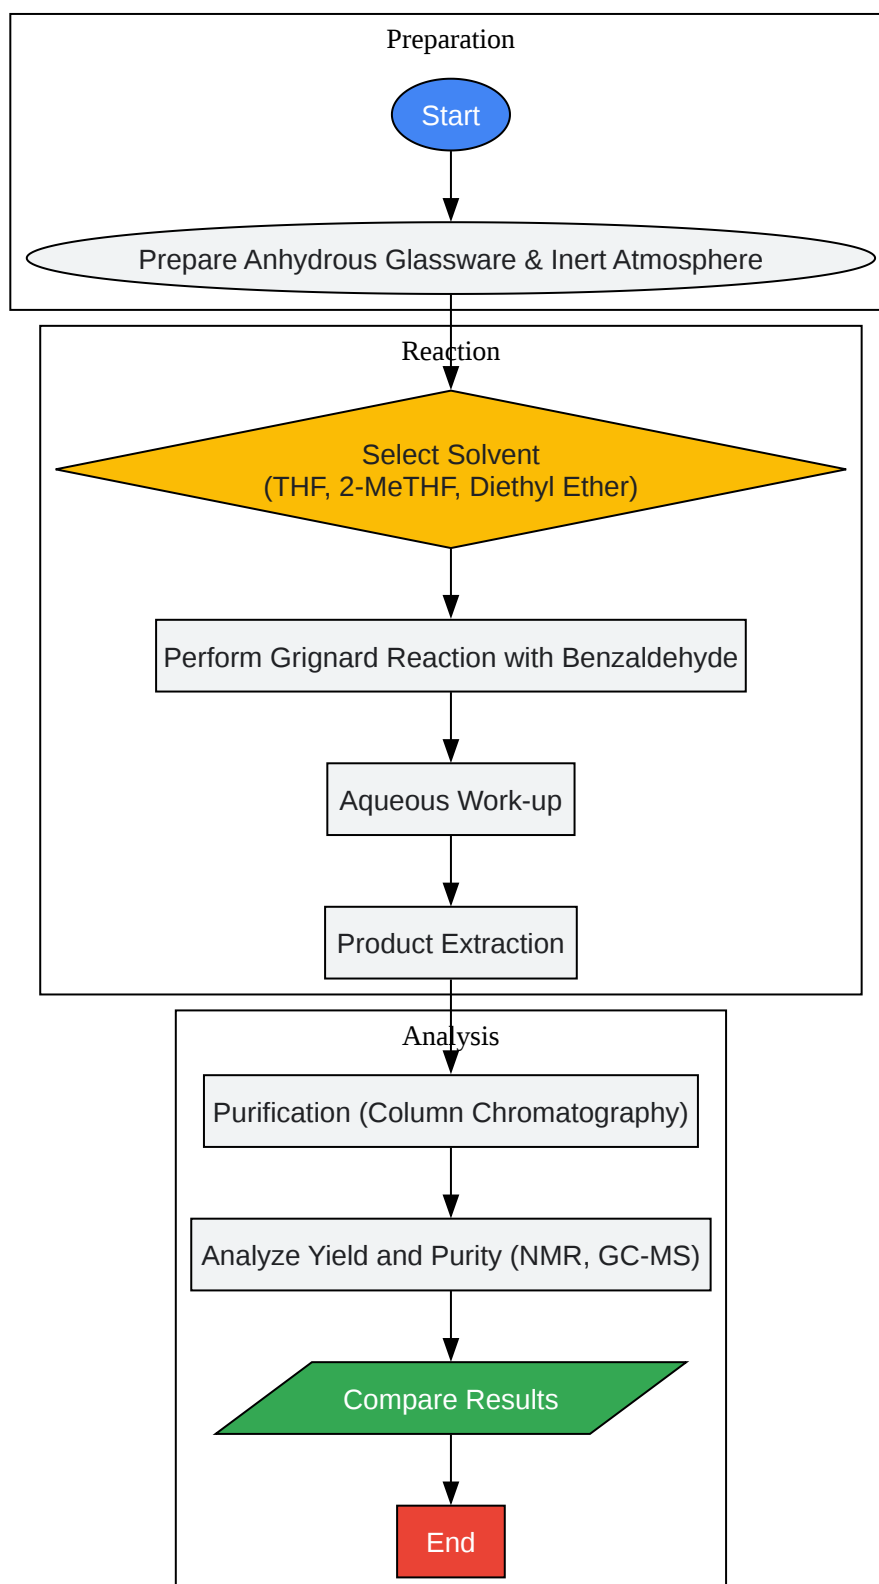 Preparation
Start
Prepare Anhydrous Glassware & Inert Atmosphere
Reaction
Select Solvent
(THF, 2-MeTHF, Diethyl Ether)
Perform Grignard Reaction with Benzaldehyde
Aqueous Work-up
Product Extraction
Analysis
Purification (Column Chromatography)
Analyze Yield and Purity (NMR, GC-MS)
Compare Results
End